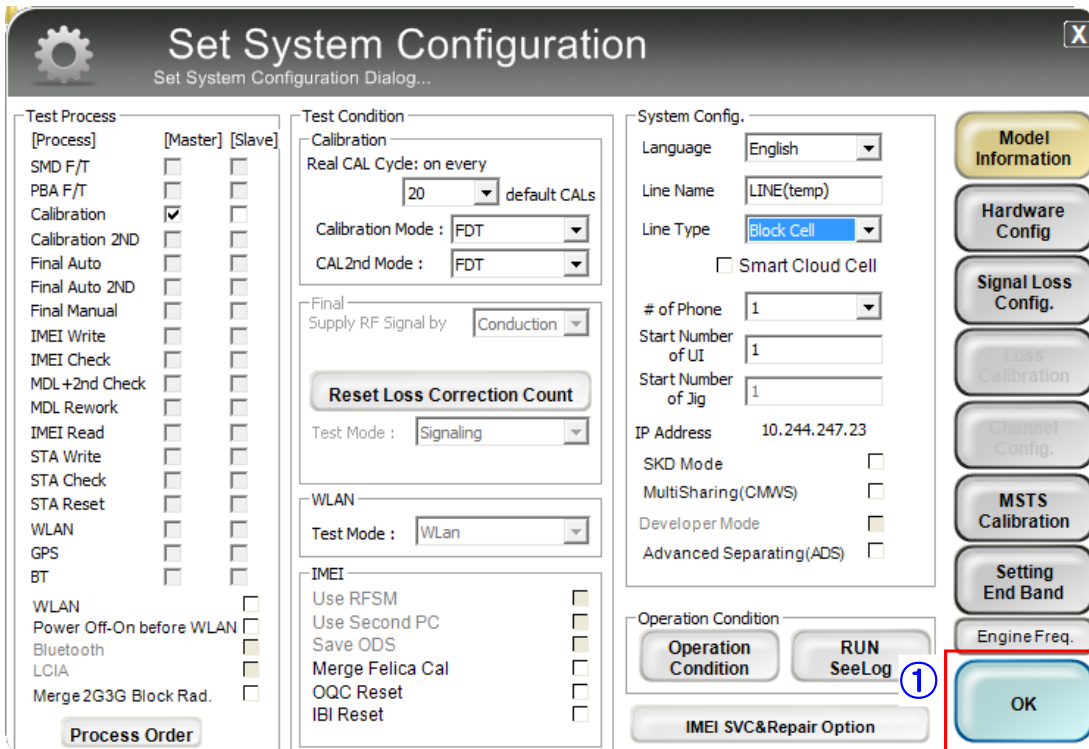 Set System Configuration
Set System Configuration Dialog...
X
Test Process
[Process] [Master] [Slave]
SMD F/T
PBA F/T
Calibration
Calibration 2ND
Final Auto
Final Auto 2ND
Final Manual
IMEI Write
IMEI Check
MDL+2nd Check
MDL Rework
IMEI Read
STA Write
STA Check
STA Reset
WLAN
GPS
BT
WLAN
Power Off-On before WLAN
Bluetooth
LCIA
Merge 2G3G Block Rad.
Process Order
Test Condition
Calibration
Real CAL Cycle: on every
20 default CALs
Calibration Mode : FDT
CAL2nd Mode : FDT
Final
Supply RF Signal by Conduction
Reset Loss Correction Count
Test Mode : Signaling
WLAN
Test Mode : WLan
IMEI
Use RFSM
Use Second PC
Save ODS
Merge Felica Cal
OQC Reset
IBI Reset
System Config.
Language English
Line Name LINE(temp)
Line Type Block Cell
Smart Cloud Cell
# of Phone 1
Start Number
of UI 1
Start Number
of Jig 1
IP Address 10.244.247.23
SKD Mode
MultiSharing(CMWS)
Developer Mode
Advanced Separating(ADS)
Operation Condition
Operation
Condition
RUN
SeeLog
①
IMEI SVC&Repair Option
Model
Information
Hardware
Config
Signal Loss
Config.
Loss
Calibration
Channel
Config.
MSTS
Calibration
Setting
End Band
Engine Freq.
OK